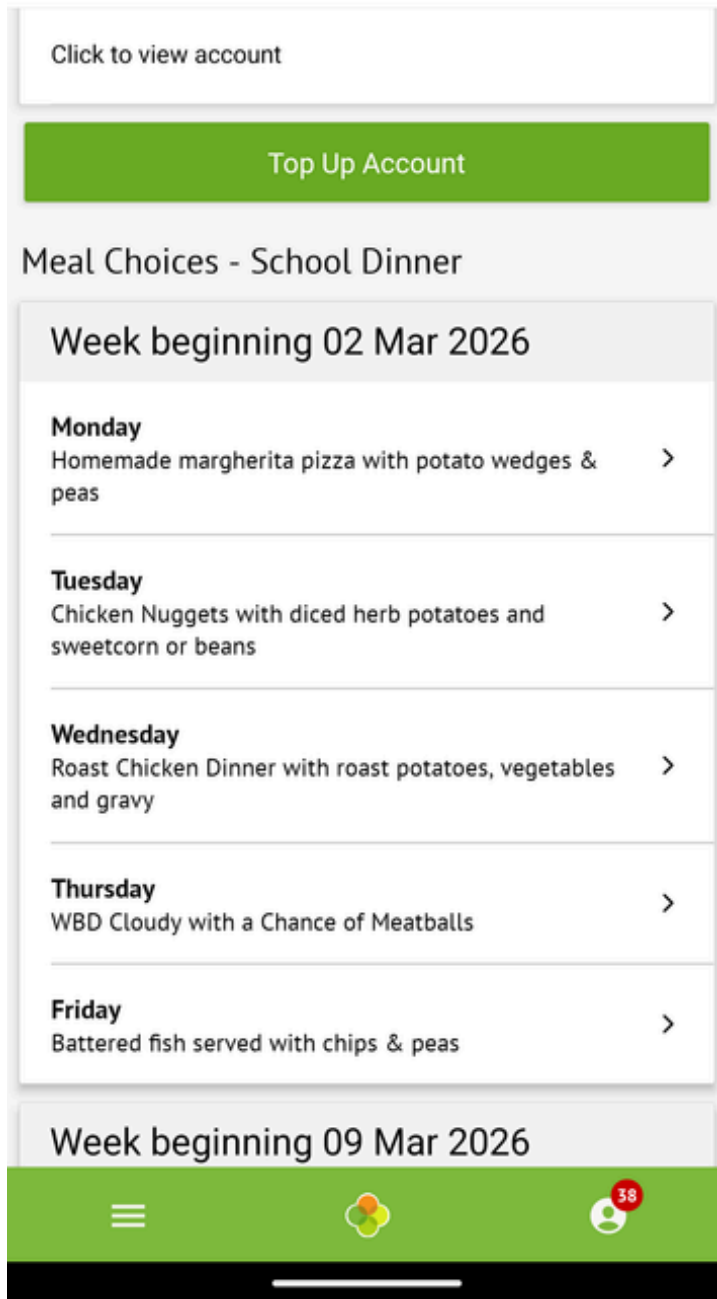 Click to view account
Top Up Account
Meal Choices - School Dinner
Week beginning 02 Mar 2026
Monday
Homemade margherita pizza with potato wedges &
peas
Tuesday
Chicken Nuggets with diced herb potatoes and
sweetcorn or beans
Wednesday
Roast Chicken Dinner with roast potatoes, vegetables
and gravy
Thursday
WBD Cloudy with a Chance of Meatballs
Friday
Battered fish served with chips & peas
Week beginning 09 Mar 2026
38